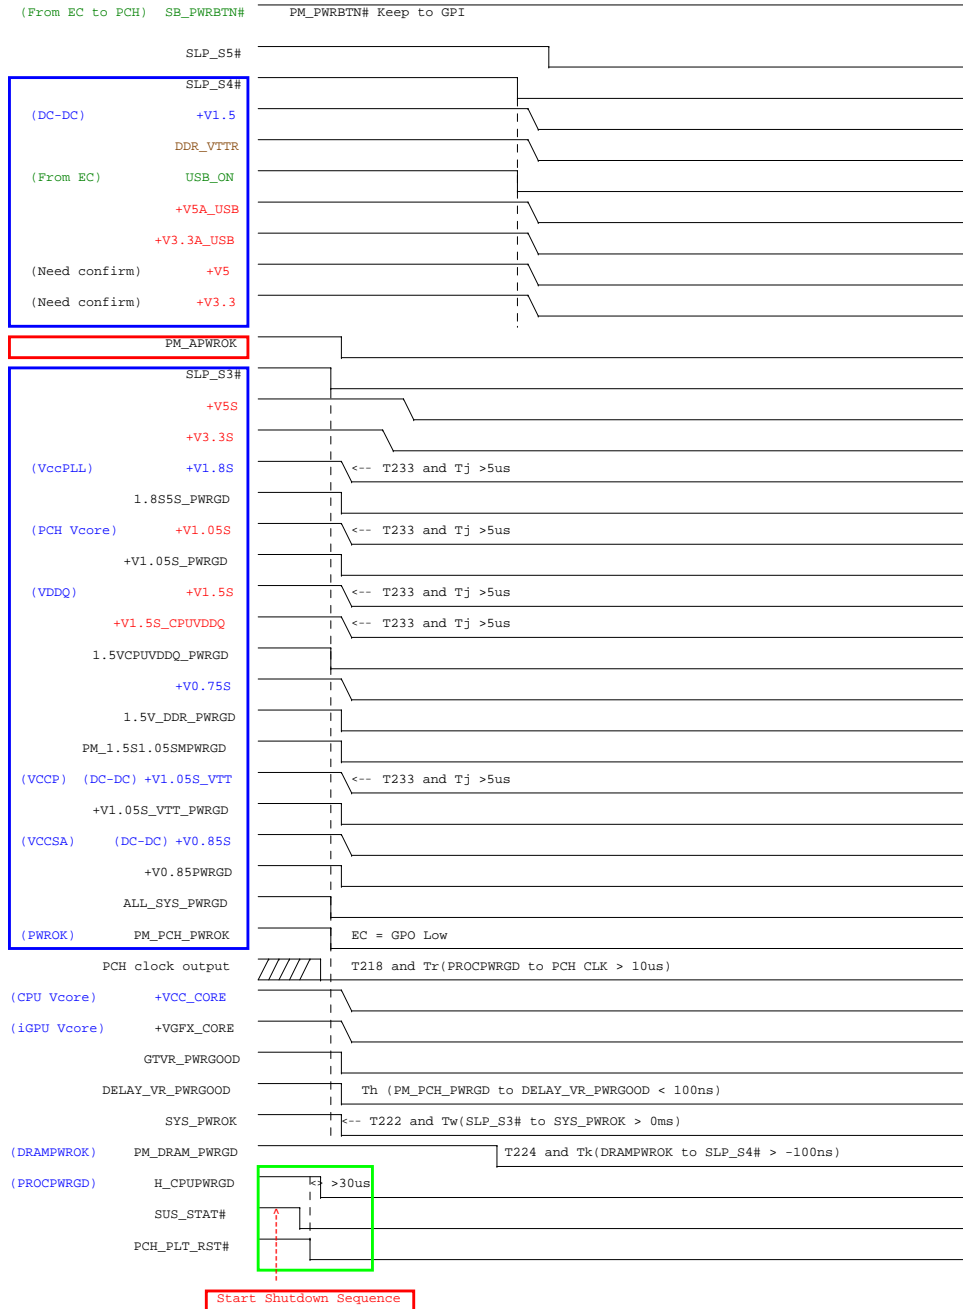 (From EC to PCH) SB_PWRBTN# PM_PWRBTN# Keep to GPI
SLP_S5#
SLP_S4#
(DC-DC) +V1.5
DDR_VTTR
(From EC) USB_ON
+V5A_USB
+V3.3A_USB
(Need confirm) +V5
(Need confirm) +V3.3
PM_APWROK
SLP_S3#
+V5S
+V3.3S
(VccPLL) +V1.8S <-- T233 and Tj >5us
1.8S5S_PWRGD
(PCH Vcore) +V1.05S <-- T233 and Tj >5us
+V1.05S_PWRGD
(VDDQ) +V1.5S <-- T233 and Tj >5us
+V1.5S_CPUVDDQ <-- T233 and Tj >5us
1.5VCPUVDDQ_PWRGD
+V0.75S
1.5V_DDR_PWRGD
PM_1.5S1.05SMPWRGD
(VCCP) (DC-DC) +V1.05S_VTT <-- T233 and Tj >5us
+V1.05S_VTT_PWRGD
(VCCSA) (DC-DC) +V0.85S
+V0.85PWRGD
ALL_SYS_PWRGD
(PWROK) PM_PCH_PWROK EC = GPO Low
PCH clock output T218 and Tr(PROCPWRGD to PCH CLK > 10us)
(CPU Vcore) +VCC_CORE
(iGPU Vcore) +VGFX_CORE
GTVR_PWRGOOD
DELAY_VR_PWRGOOD Th (PM_PCH_PWRGD to DELAY_VR_PWRGOOD < 100ns)
SYS_PWROK <-- T222 and Tw(SLP_S3# to SYS_PWROK > 0ms)
(DRAMPWROK) PM_DRAM_PWRGD T224 and Tk(DRAMPWROK to SLP_S4# > -100ns)
(PROCPWRGD) H_CPUPWRGD <> >30us
SUS_STAT#
PCH_PLT_RST#
Start Shutdown Sequence